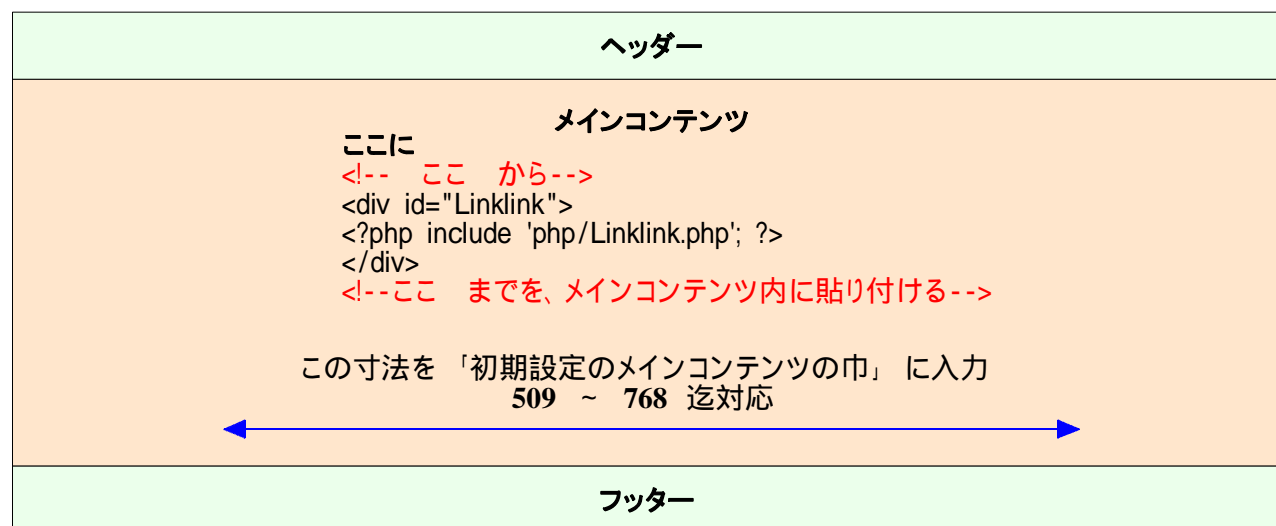 ヘッダー
メインコンテンツ
ここに
<!-- ここ から-->
<div id="Linklink">
<?php include 'php/Linklink.php'; ?>
</div>
<!--ここ までを、メインコンテンツ内に貼り付ける-->
この寸法を 「初期設定のメインコンテンツの巾」 に入力
509 ~ 768 迄対応
フッター